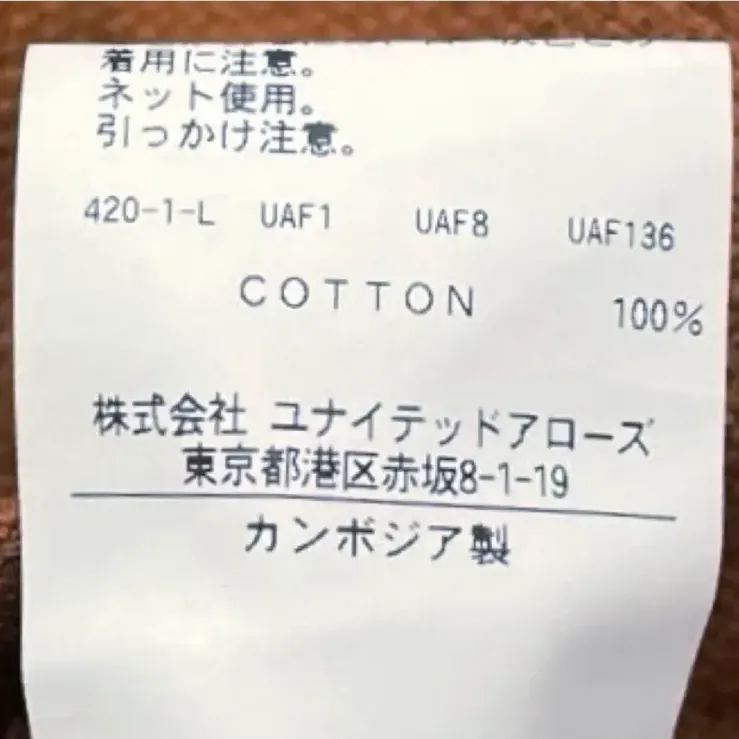 着用に注意。
ネット使用。
引っかけ注意。
420-1-L UAF1 UAF8 UAF136
COTTON 100%
株式会社 ユナイテッドアローズ
東京都港区赤坂8-1-19
カンボジア製